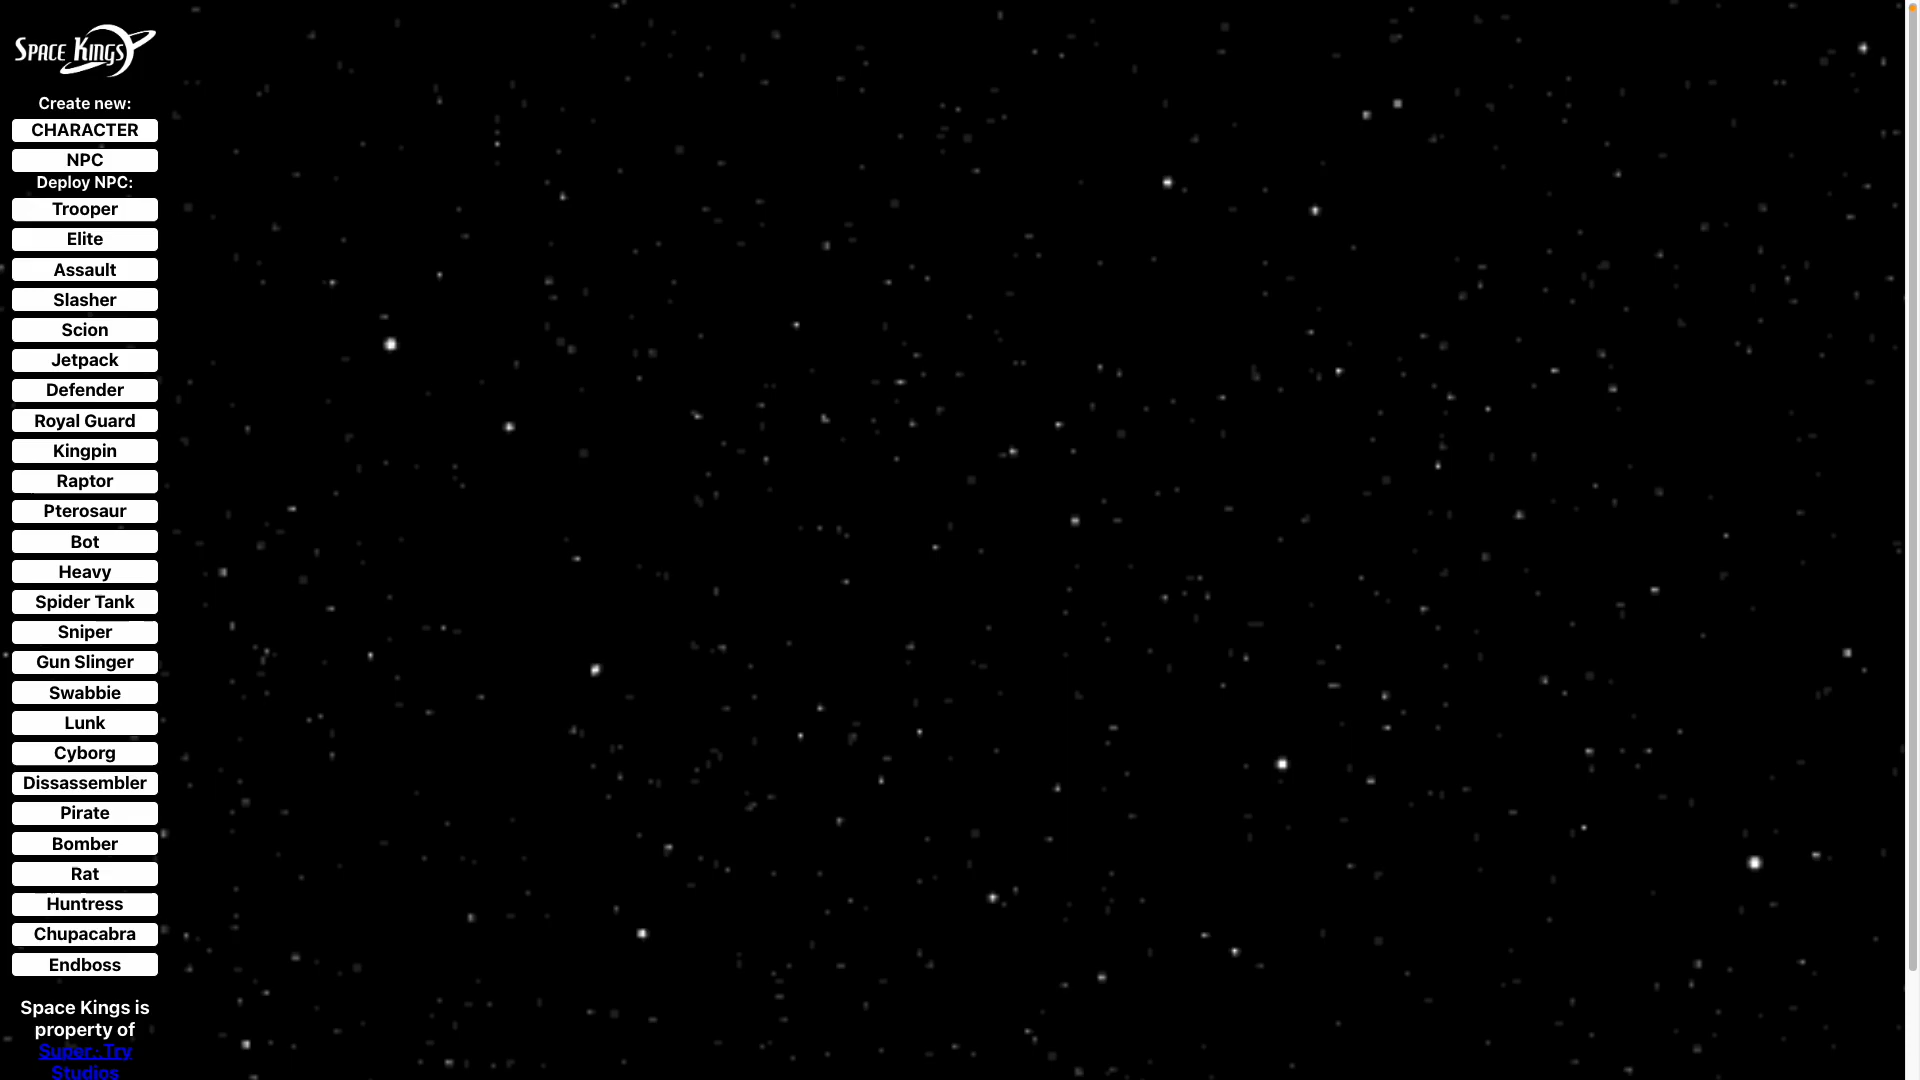 Space Kings
Create new:
CHARACTER
NPC
Deploy NPC:
Trooper
Elite
Assault
Slasher
Scion
Jetpack
Defender
Royal Guard
Kingpin
Raptor
Pterosaur
Bot
Heavy
Spider Tank
Sniper
Gun Slinger
Swabbie
Lunk
Cyborg
Dissassembler
Pirate
Bomber
Rat
Huntress
Chupacabra
Endboss
Space Kings is
property of
Super∴Try
Studios